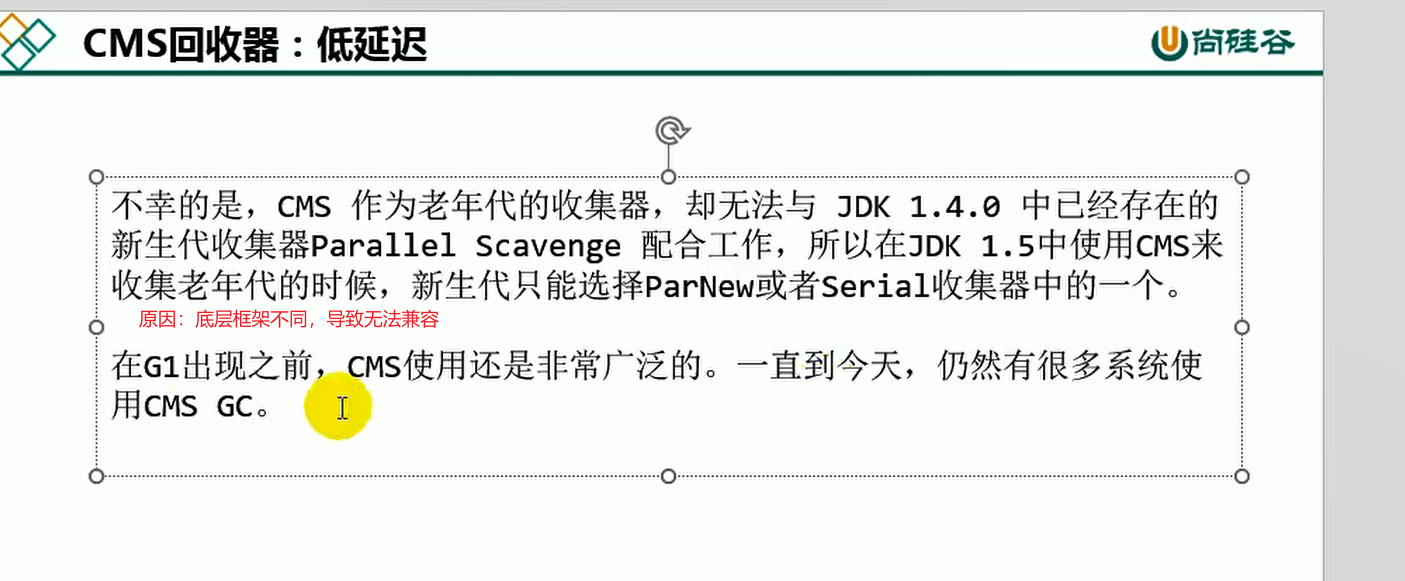 CMS回收器：低延迟
尚硅谷
不幸的是，CMS 作为老年代的收集器，却无法与 JDK 1.4.0 中已经存在的
新生代收集器Parallel Scavenge 配合工作，所以在JDK 1.5中使用CMS来
收集老年代的时候，新生代只能选择ParNew或者Serial收集器中的一个。
原因：底层框架不同，导致无法兼容
在G1出现之前，CMS使用还是非常广泛的。一直到今天，仍然有很多系统使
用CMS GC。